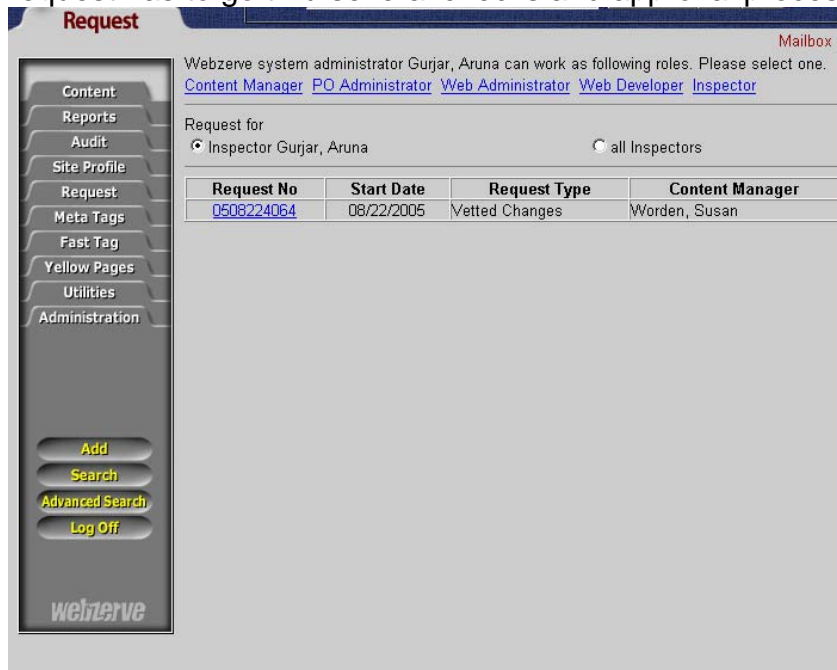 Request
Mailbox
Webzerve system administrator Gurjar, Aruna can work as following roles. Please select one.
Content Manager PO Administrator Web Administrator Web Developer Inspector
Request for
Inspector Gurjar, Aruna all Inspectors
Request No Start Date Request Type Content Manager
0508224064 08/22/2005 Vetted Changes Worden, Susan
Content
Reports
Audit
Site Profile
Request
Meta Tags
Fast Tag
Yellow Pages
Utilities
Administration
Add
Search
Advanced Search
Log Off
webzerve